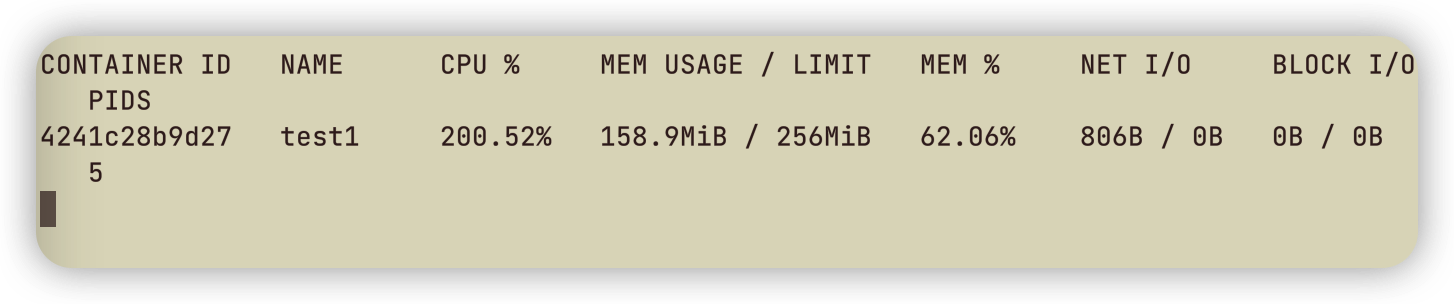 CONTAINER ID   NAME      CPU %     MEM USAGE / LIMIT   MEM %     NET I/O     BLOCK I/O
   PIDS
4241c28b9d27   test1     200.52%   158.9MiB / 256MiB   62.06%    806B / 0B   0B / 0B
   5